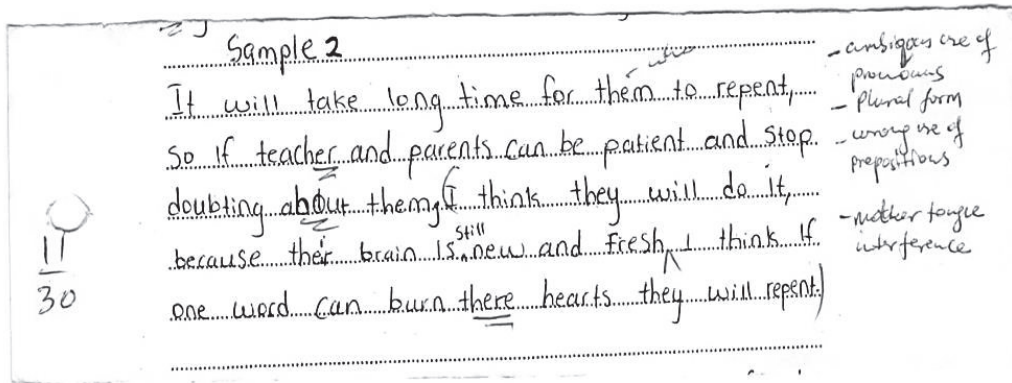 Sample 2
It will take long time for them to repent,
so if teacher and parents can be patient and stop
doubting about them, I think they will do it,
because their brain is still new and fresh, I think if
one word can burn there hearts they will repent.
11
30
- ambigous use of
pronouns
- plural form
- wrong use of
prepositions
- mother tongue
interference